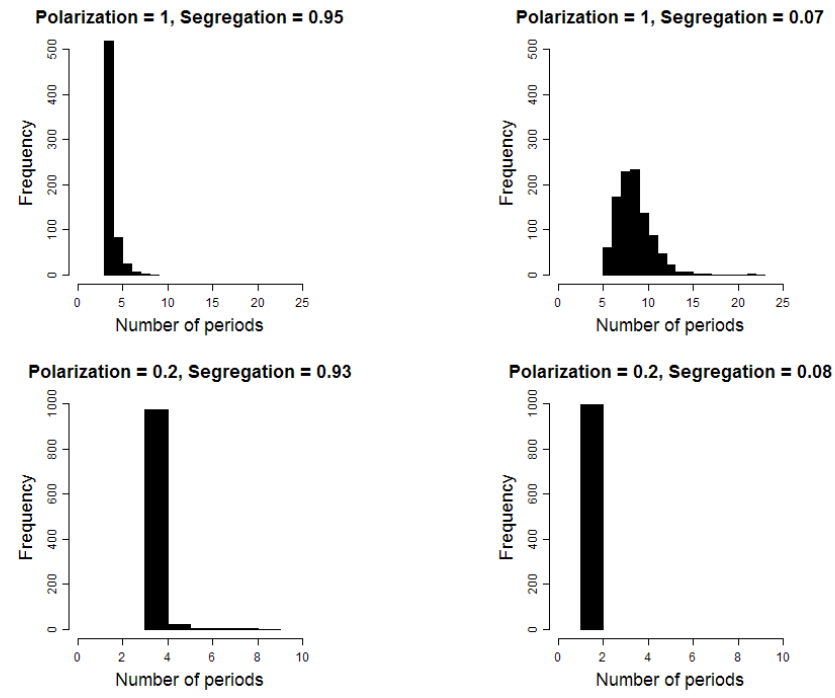 Polarization = 1, Segregation = 0.95
Frequency
0 100 200 300 400 500
0 5 10 15 20 25
Number of periods
Polarization = 1, Segregation = 0.07
Frequency
0 100 200 300 400 500
0 5 10 15 20 25
Number of periods
Polarization = 0.2, Segregation = 0.93
Frequency
0 200 400 600 800 1000
0 2 4 6 8 10
Number of periods
Polarization = 0.2, Segregation = 0.08
Frequency
0 200 400 600 800 1000
0 2 4 6 8 10
Number of periods